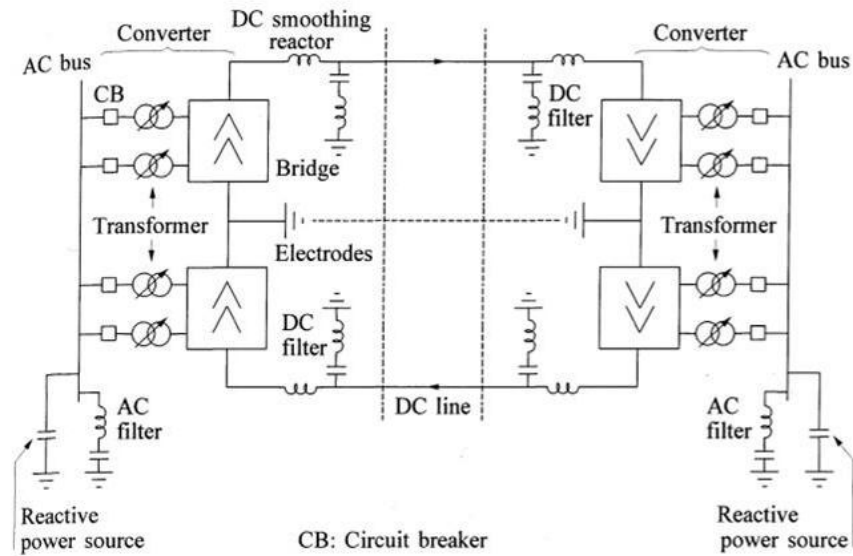 DC smoothing
reactor
Converter
AC bus
CB
Bridge
Transformer
Electrodes
DC
filter
AC
filter
Reactive
power source
DC line
CB: Circuit breaker
DC
filter
Converter
AC bus
Transformer
AC
filter
Reactive
power source